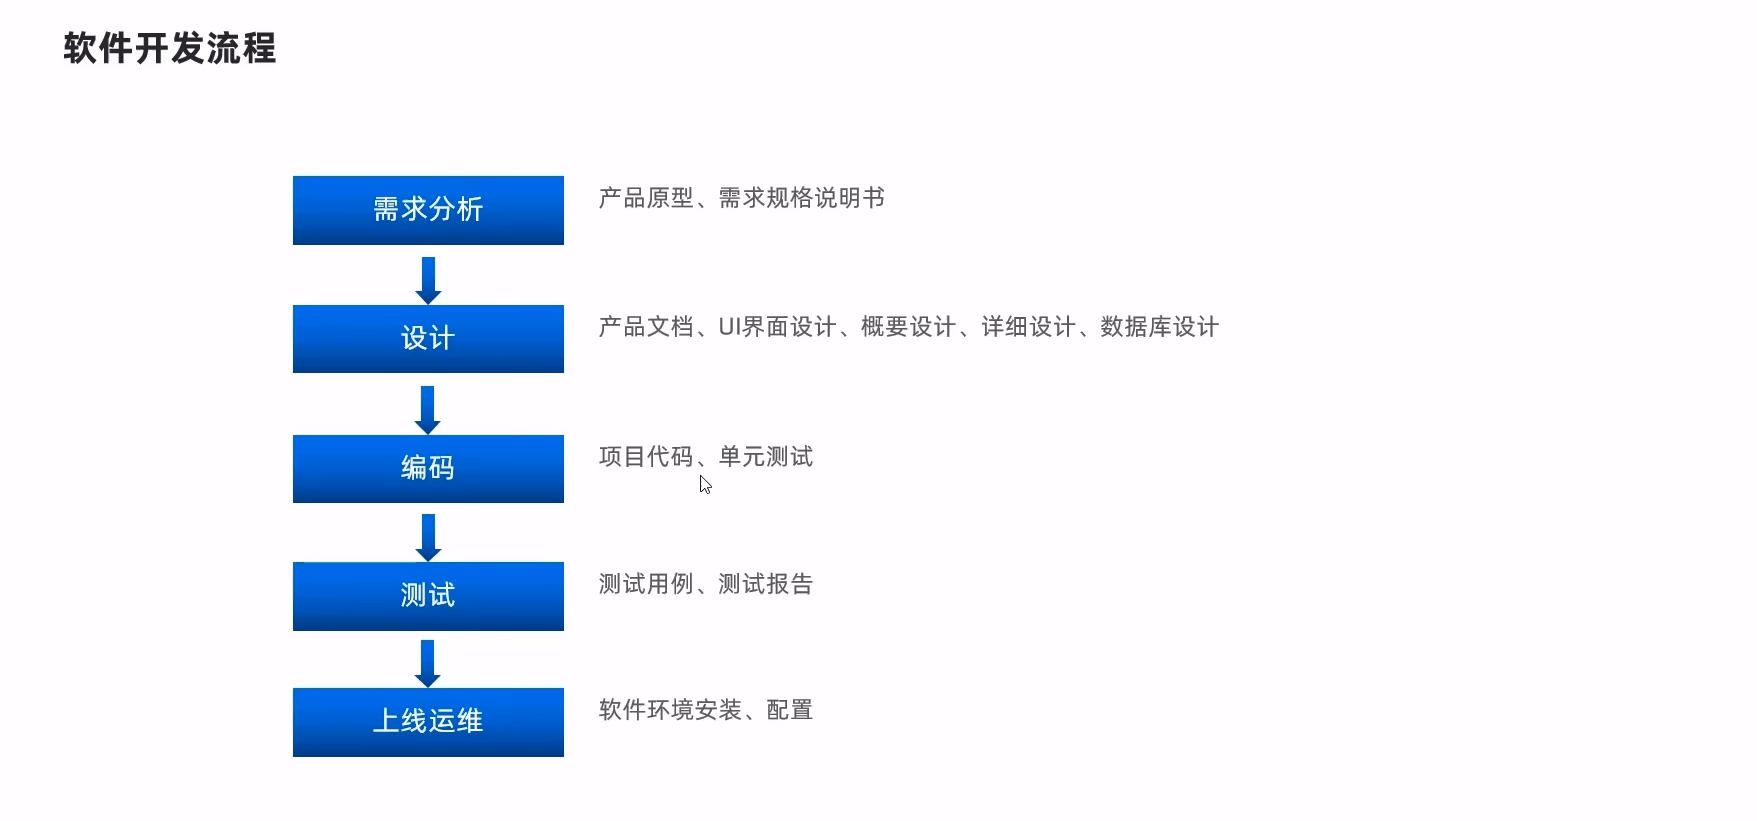 软件开发流程
需求分析
产品原型、需求规格说明书
设计
产品文档、UI界面设计、概要设计、详细设计、数据库设计
编码
项目代码、单元测试
测试
测试用例、测试报告
上线运维
软件环境安装、配置